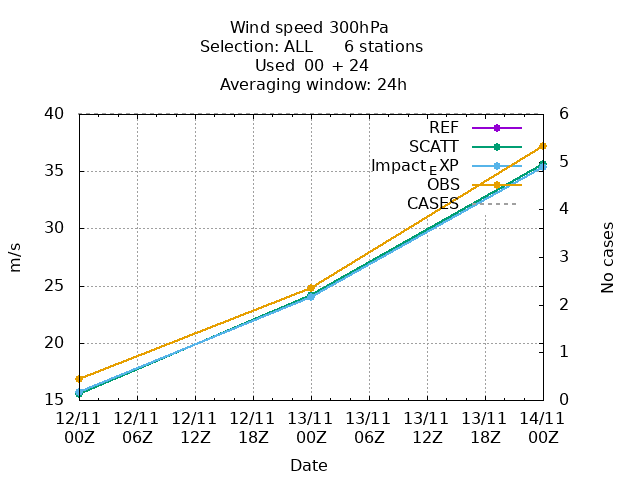 Wind speed 300hPa
Selection: ALL 6 stations
Used 00 + 24
Averaging window: 24h
40 6
REF
SCATT
35 5
Impact_EXP
OBS
CASES
30 4
25 3
20 2
1
15 0
m/s
No cases
12/11 12/11 12/11 12/11 13/11 13/11 13/11 13/11 14/11
00Z 06Z 12Z 18Z 00Z 06Z 12Z 18Z 00Z
Date